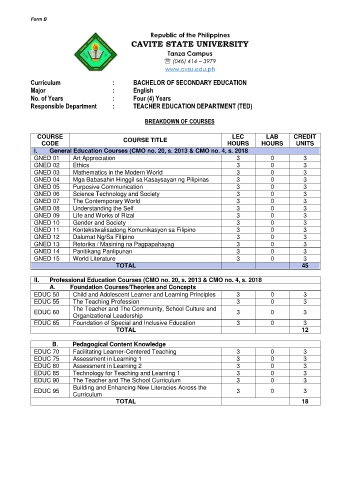 Form B
Republic of the Philippines
CAVITE STATE UNIVERSITY
Tanza Campus
☏ (046) 414 – 3979
www.cvsu.edu.ph
Curriculum : BACHELOR OF SECONDARY EDUCATION
Major : English
No. of Years : Four (4) Years
Responsible Department : TEACHER EDUCATION DEPARTMENT (TED)
BREAKDOWN OF COURSES
COURSE CODE COURSE TITLE LEC HOURS LAB HOURS CREDIT UNITS
I. General Education Courses (CMO no. 20, s. 2013 & CMO no. 4, s. 2018
GNED 01 Art Appreciation 3 0 3
GNED 02 Ethics 3 0 3
GNED 03 Mathematics in the Modern World 3 0 3
GNED 04 Mga Babasahin Hinggil sa Kasaysayan ng Pilipinas 3 0 3
GNED 05 Purposive Communication 3 0 3
GNED 06 Science Technology and Society 3 0 3
GNED 07 The Contemporary World 3 0 3
GNED 08 Understanding the Self 3 0 3
GNED 09 Life and Works of Rizal 3 0 3
GNED 10 Gender and Society 3 0 3
GNED 11 Kontekstwalisadong Komunikasyon sa Filipino 3 0 3
GNED 12 Dalumat Ng/Sa Filipino 3 0 3
GNED 13 Retorika / Masining na Pagpapahayag 3 0 3
GNED 14 Panitikang Panlipunan 3 0 3
GNED 15 World Literature 3 0 3
TOTAL 45
II. Professional Education Courses (CMO no. 20, s. 2013 & CMO no. 4, s. 2018
A. Foundation Courses/Theories and Concepts
EDUC 50 Child and Adolescent Learner and Learning Principles 3 0 3
EDUC 55 The Teaching Profession 3 0 3
EDUC 60 The Teacher and The Community, School Culture and Organizational Leadership 3 0 3
EDUC 65 Foundation of Special and Inclusive Education 3 0 3
TOTAL 12
B. Pedagogical Content Knowledge
EDUC 70 Facilitating Learner-Centered Teaching 3 0 3
EDUC 75 Assessment in Learning 1 3 0 3
EDUC 80 Assessment in Learning 2 3 0 3
EDUC 85 Technology for Teaching and Learning 1 3 0 3
EDUC 90 The Teacher and The School Curriculum 3 0 3
EDUC 95 Building and Enhancing New Literacies Across the Curriculum 3 0 3
TOTAL 18